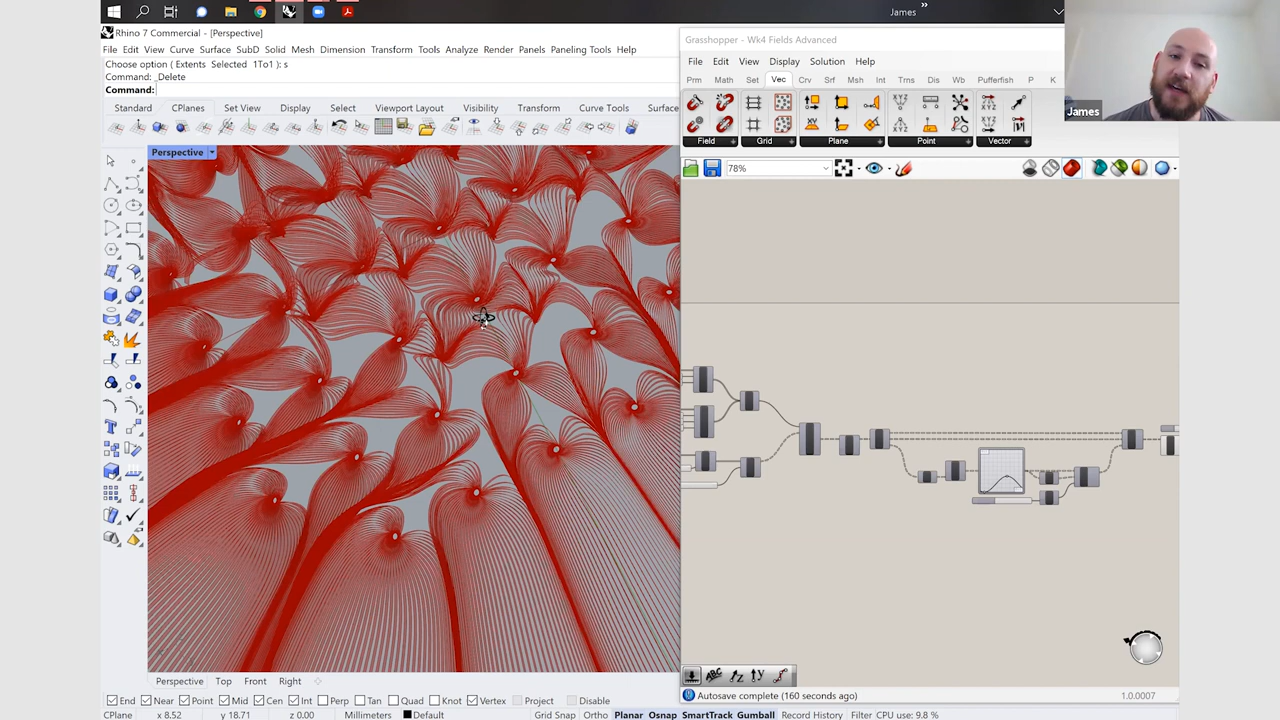 James
Rhino 7 Commercial - [Perspective]
File Edit View Curve Surface SubD Solid Mesh Dimension Transform Tools Analyze Render Panels Paneling Tools Help
Choose option ( Extents Selected 1To1 ): s
Command: _Delete
Command:
Standard CPlanes Set View Display Select Viewport Layout Visibility Transform Curve Tools Surface
Perspective
Grasshopper - Wk4 Fields Advanced
File Edit View Display Solution Help
Prm Math Set Vec Crv Srf Msh Int Trns Dis Wb Pufferfish P K
Field Grid Plane Point Vector
78%
James
Perspective Top Front Right
End Near Point Mid Cen Int Perp Tan Quad Knot Vertex Project Disable
CPlane x 8.52 y 18.71 z 0.00 Millimeters Default Grid Snap Ortho Planar Osnap SmartTrack Gumball Record History Filter CPU use: 9.8 %
Autosave complete (160 seconds ago)
1.0.0007